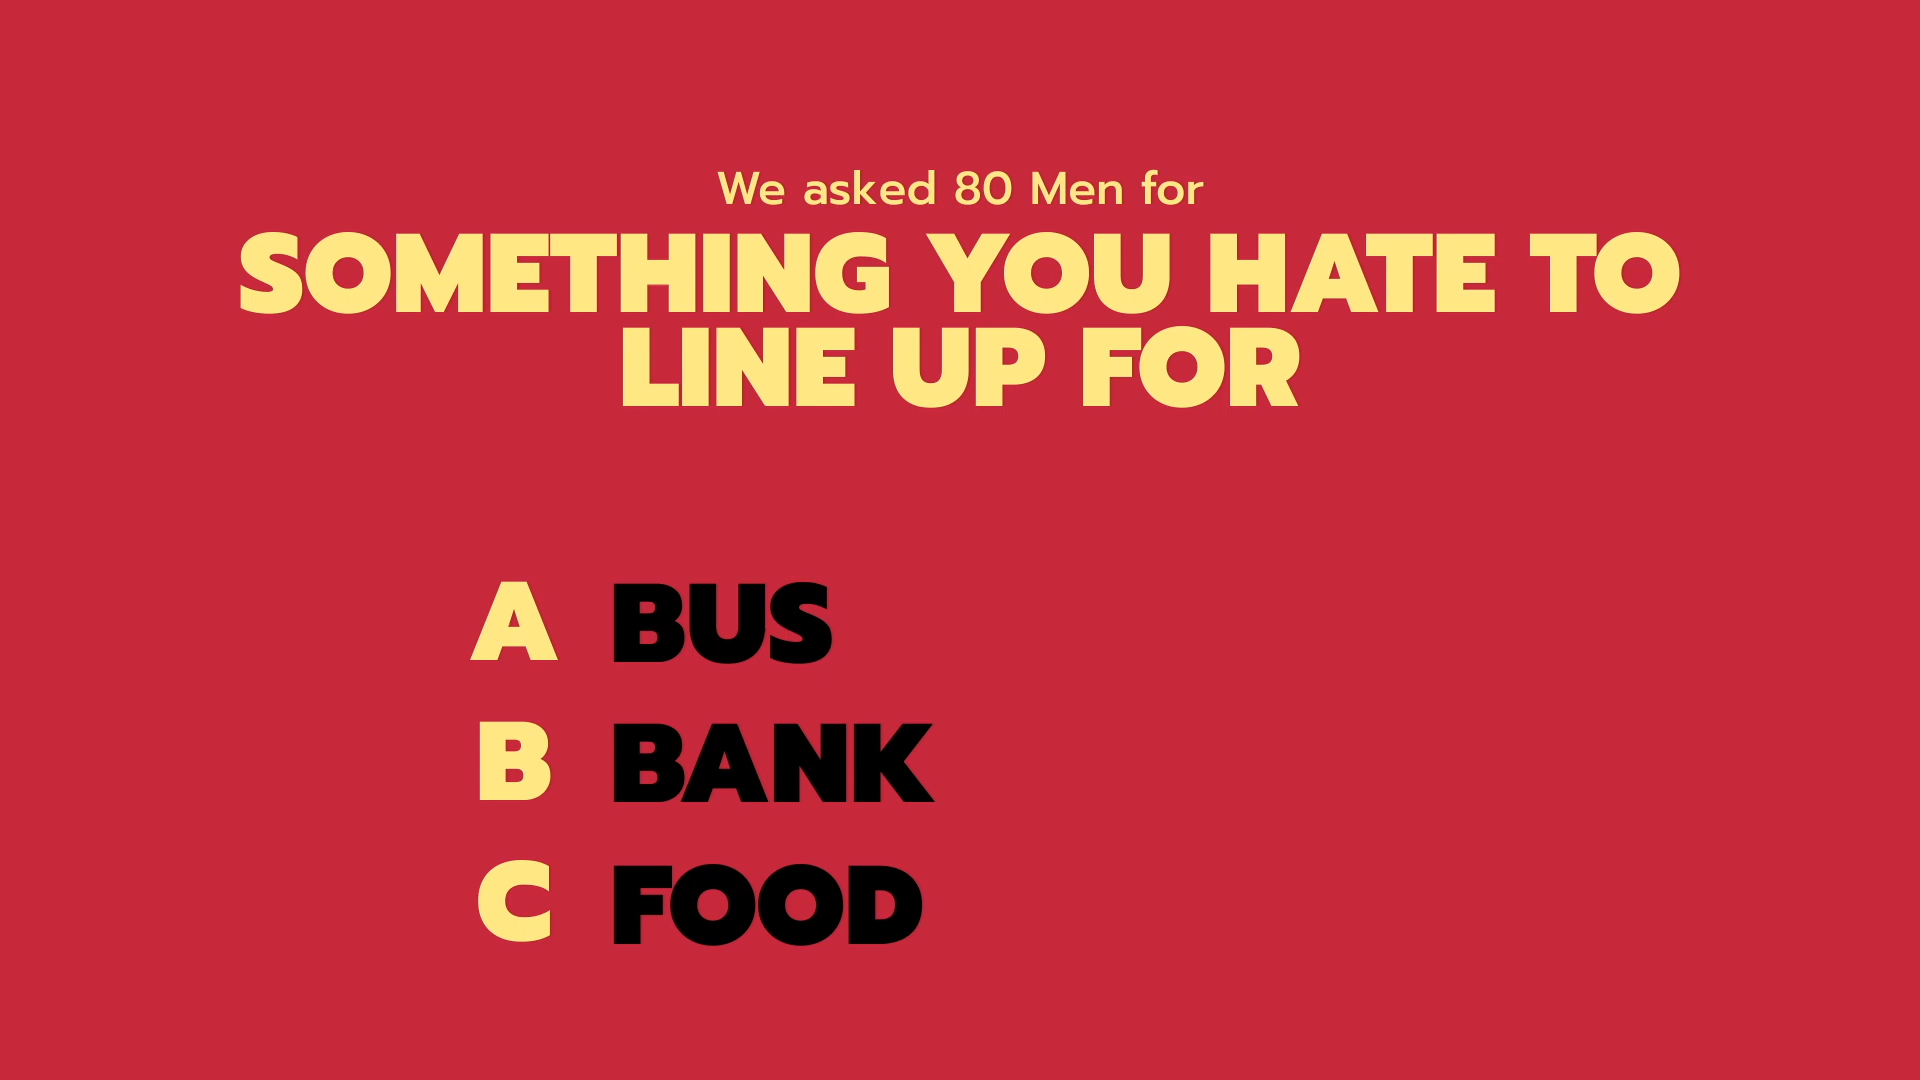 We asked 80 Men for
SOMETHING YOU HATE TO
LINE UP FOR
A BUS
B BANK
C FOOD